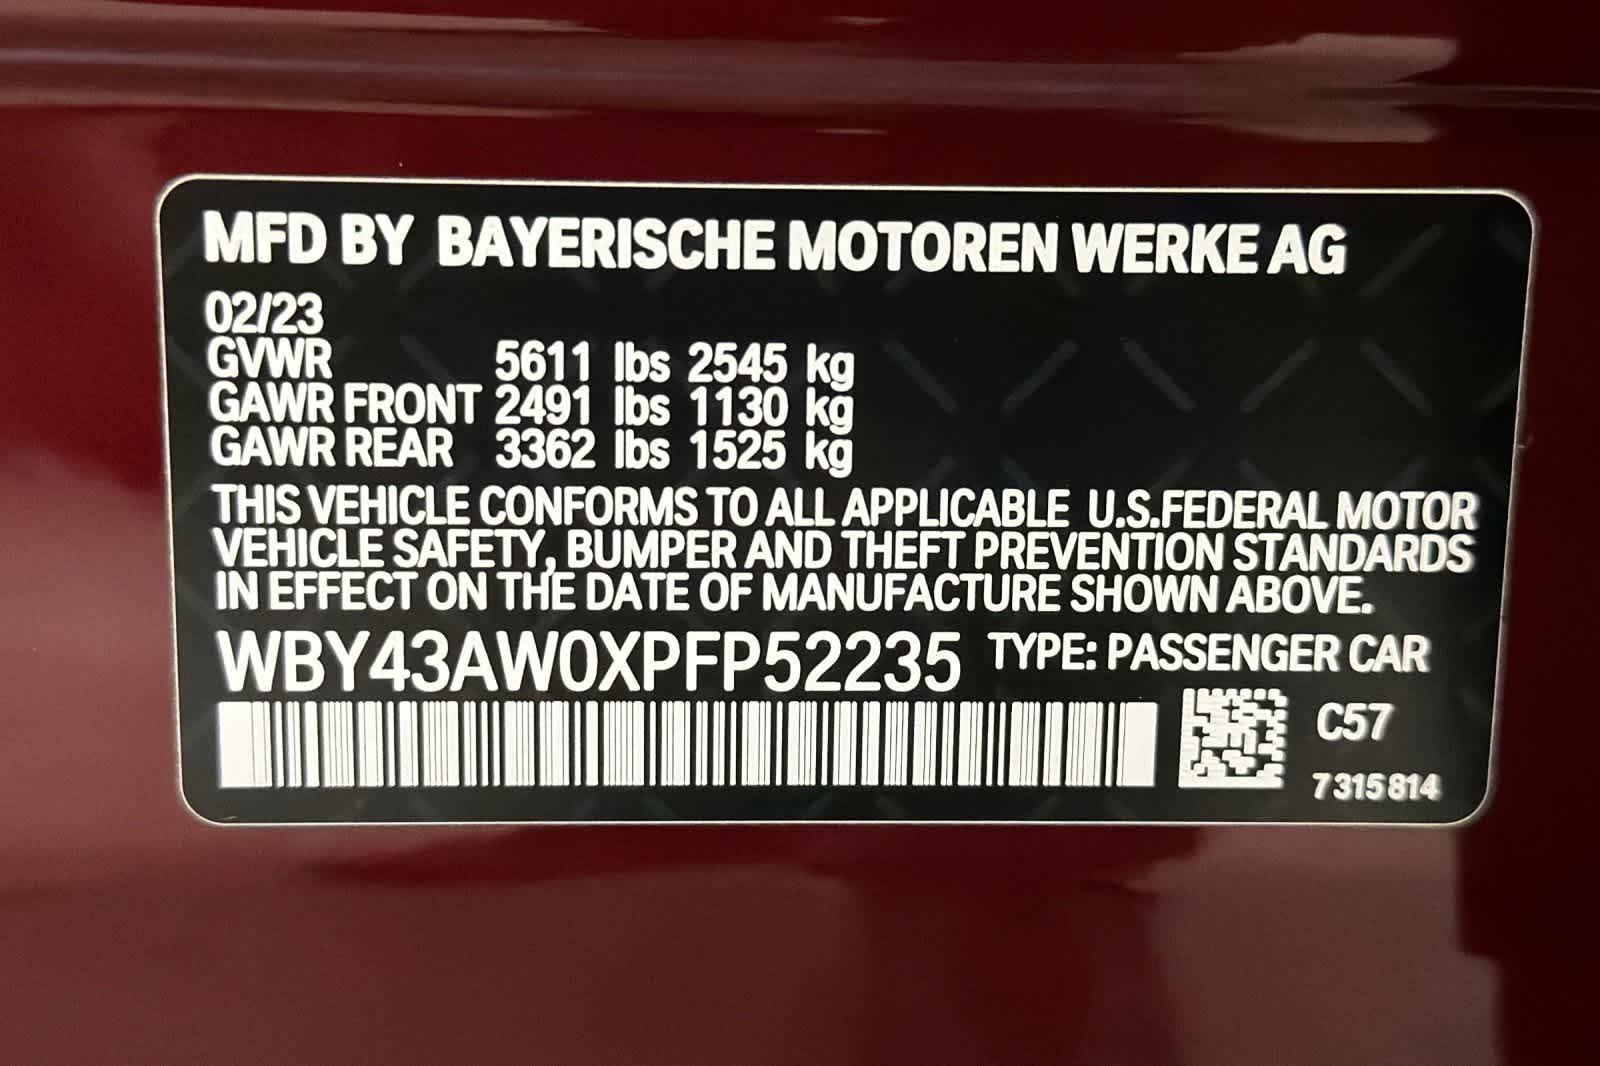 MFD BY BAYERISCHE MOTOREN WERKE AG
02/23
GVWR 5611 lbs 2545 kg
GAWR FRONT 2491 lbs 1130 kg
GAWR REAR 3362 lbs 1525 kg
THIS VEHICLE CONFORMS TO ALL APPLICABLE U.S.FEDERAL MOTOR
VEHICLE SAFETY, BUMPER AND THEFT PREVENTION STANDARDS
IN EFFECT ON THE DATE OF MANUFACTURE SHOWN ABOVE.
WBY43AW0XPFP52235 TYPE: PASSENGER CAR
C57
7315814